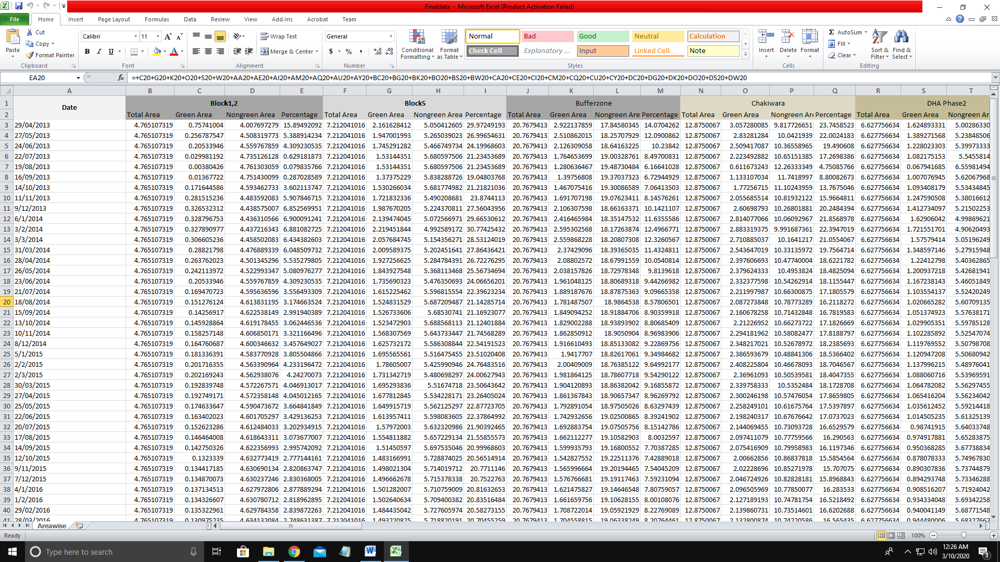 Finaldata - Microsoft Excel (Product Activation Failed)
File Home Insert Page Layout Formulas Data Review View Add-Ins Acrobat Team
Paste Cut Copy Format Painter Clipboard
Calibri 11 B I U Font
Wrap Text Merge & Center Alignment
General $ % , Number
Conditional Formatting Format as Table
Normal Bad Good Neutral Calculation
Check Cell Explanatory ... Input Linked Cell Note
Styles
Insert Delete Format Cells
AutoSum Fill Clear Sort & Filter Find & Select Editing
EA20 fx =+C20+G20+K20+O20+S20+W20+AA20+AE20+AI20+AM20+AQ20+AU20+AY20+BC20+BG20+BK20+BO20+BS20+BW20+CA20+CE20+CI20+CM20+CQ20+CU20+CY20+DC20+DG20+DK20+DO20+DS20+DW20
A B C D E F G H I J K L M N O P Q R S T
1 Date Block1,2 Block5 Bufferzone Chakiwara DHA Phase2
2 Total Area Green Area Nongreen Area Percentage Total Area Green Area Nongreen Area Percentage Total Area Green Area Nongreen Are Percentage Total Area Green Area Nongreen Are Percentage Total Area Green Area Nongreen Ar
3 29/04/2013 4.765107319 0.75741004 4.007697279 15.89492092 7.212041016 2.161628412 5.050412605 29.97249193 20.7679413 2.922137859 17.84580345 14.0704262 12.8750067 3.057280085 9.817726651 23.7458523 6.627756634 1.624893331 5.00286330
4 27/05/2013 4.765107319 0.256787547 4.508319773 5.388914234 7.212041016 1.947001993 5.265039023 26.99654631 20.7679413 2.510862015 18.25707929 12.0900862 12.8750067 2.83281284 10.0421939 22.0024183 6.627756634 1.389271568 5.23848506
5 24/06/2013 4.765107319 0.20533946 4.559767859 4.309230535 7.212041016 1.745291282 5.466749734 24.19968603 20.7679413 2.126309058 18.64163225 10.23842 12.8750067 2.509417087 10.36558965 19.490608 6.627756634 1.228023303 5.39973333
6 22/07/2013 4.765107319 0.029981192 4.735126128 0.629181873 7.212041016 1.53144351 5.680597506 21.23453689 20.7679413 1.764653699 19.00328761 8.49700831 12.8750067 2.223492882 10.65151385 17.2698386 6.627756634 1.082175153 5.5455814
7 19/08/2013 4.765107319 0.00380426 4.761303059 0.079835766 7.212041016 1.53144351 5.680597506 21.23453689 20.7679413 1.280636467 19.48730484 6.16641028 12.8750067 0.611673243 12.26333349 4.75085766 6.627756634 0.067941685 6.55981494
8 16/09/2013 4.765107319 0.01367722 4.751430099 0.287028589 7.212041016 1.37375229 5.838288726 19.04803768 20.7679413 1.39756808 19.37037323 6.72944929 12.8750067 1.133107034 11.7418997 8.80082673 6.627756634 1.007076945 5.62067968
9 14/10/2013 4.765107319 0.171644586 4.593462733 3.602113747 7.212041016 1.530266034 5.681774982 21.21821036 20.7679413 1.467075416 19.30086589 7.06413503 12.8750067 1.77256715 11.10243959 13.7675046 6.627756634 1.093408179 5.53434845
10 11/11/2013 4.765107319 0.281515236 4.483592083 5.907846715 7.212041016 1.721832336 5.490208681 23.8744113 20.7679413 1.691707198 19.07623411 8.14576261 12.8750067 2.055685514 10.81932122 15.9664811 6.627756634 1.247590508 5.38016612
11 9/12/2013 4.765107319 0.326532312 4.438575007 6.852569951 7.212041016 1.987670205 5.224370811 27.56043956 20.7679413 2.106307598 18.66163371 10.1421107 12.8750067 2.60698793 10.26801881 20.2484394 6.627756634 1.412734097 5.21502253
12 6/1/2014 4.765107319 0.328796753 4.436310566 6.900091241 7.212041016 2.139474045 5.072566971 29.66530612 20.7679413 2.416465984 18.35147532 11.6355586 12.8750067 2.814077066 10.06092967 21.8568978 6.627756634 1.62906042 4.99869621
13 3/2/2014 4.765107319 0.327890977 4.437216343 6.881082725 7.212041016 2.219451844 4.992589172 30.77425432 20.7679413 2.595302568 18.17263874 12.4966771 12.8750067 2.883319375 9.991687361 22.3947019 6.627756634 1.721551701 4.90620493
14 3/3/2014 4.765107319 0.306605236 4.458502083 6.434382603 7.212041016 2.057684745 5.154356271 28.53124019 20.7679413 2.559868228 18.20807308 12.3260567 12.8750067 2.710885037 10.1641217 21.0554067 6.627756634 1.57579414 5.05196249
15 31/03/2014 4.765107319 0.28821798 4.476889339 6.048509732 7.212041016 2.009589375 5.202451641 27.86436421 20.7679413 2.37429096 18.39365035 11.4324811 12.8750067 2.543647019 10.33135972 19.7564714 6.627756634 1.348597146 5.27915948
16 28/04/2014 4.765107319 0.263762023 4.501345296 5.535279805 7.212041016 1.927256625 5.284784391 26.72276295 20.7679413 2.08802572 18.67991559 10.0540814 12.8750067 2.397606693 10.47740004 18.6221782 6.627756634 1.22412798 5.40362865
17 26/05/2014 4.765107319 0.242113972 4.522993347 5.080976277 7.212041016 1.843927548 5.368113468 25.56734694 20.7679413 2.038157826 18.72978348 9.8139618 12.8750067 2.379624333 10.4953824 18.4825094 6.627756634 1.200937218 5.42681941
18 23/06/2014 4.765107319 0.20533946 4.559767859 4.309230535 7.212041016 1.735690323 5.476350693 24.06656201 20.7679413 1.961048125 18.80689318 9.44266982 12.8750067 2.332377598 10.54262914 18.1155447 6.627756634 1.167238143 5.46051849
19 21/07/2014 4.765107319 0.169470723 4.595636596 3.556493309 7.212041016 1.615225462 5.596815554 22.39623234 20.7679413 1.889187676 18.87875363 9.09665358 12.8750067 2.211997987 10.66300875 17.1805579 6.627756634 1.103554137 5.52420249
20 18/08/2014 4.765107319 0.151276124 4.613831195 3.174663524 7.212041016 1.524831529 5.687209487 21.14285714 20.7679413 1.781487507 18.9864538 8.57806501 12.8750067 2.087273848 10.78773289 16.2118272 6.627756634 1.020665282 5.60709135
21 15/09/2014 4.765107319 0.14256917 4.622538149 2.991940389 7.212041016 1.526733606 5.68530741 21.16923077 20.7679413 1.849094252 18.91884706 8.90359918 12.8750067 2.160678258 10.71432848 16.7819583 6.627756634 1.051374923 5.57638171
22 13/10/2014 4.765107319 0.145928864 4.619178455 3.062446536 7.212041016 1.523472903 5.688568113 21.12401884 20.7679413 1.829002288 18.93893902 8.80685409 12.8750067 2.21226952 10.66273722 17.1826669 6.627756634 1.029905351 5.59785128
23 10/11/2014 4.765107319 0.158257148 4.606850171 3.321166496 7.212041016 1.568307569 5.643733447 21.74568289 20.7679413 1.862850912 18.9050904 8.96983906 12.8750067 2.294181962 10.58082477 17.8188797 6.627756634 1.102285892 5.52547074
24 8/12/2014 4.765107319 0.164760687 4.600346632 3.457649027 7.212041016 1.625732172 5.586308844 22.54191523 20.7679413 1.916610493 18.85133082 9.22869756 12.8750067 2.348217021 10.52678972 18.2385693 6.627756634 1.119769552 5.50798708
25 5/1/2015 4.765107319 0.181336391 4.583770928 3.805504866 7.212041016 1.695565561 5.516475455 23.51020408 20.7679413 1.9417707 18.82617061 9.34984682 12.8750067 2.386593679 10.48841306 18.5366402 6.627756634 1.120947208 5.50680942
26 2/2/2015 4.765107319 0.201716355 4.563390964 4.233196472 7.212041016 1.78605007 5.425990946 24.76483516 20.7679413 2.00409009 18.76385122 9.64992177 12.8750067 2.408225804 10.46678093 18.7046567 6.627756634 1.137996215 5.48976041
27 2/3/2015 4.765107319 0.202169243 4.562938076 4.24270073 7.212041016 1.731342719 5.480698297 24.00627943 20.7679413 1.981864125 18.78607718 9.54290122 12.8750067 2.36961093 10.50539581 18.4047355 6.627756634 1.088060716 5.53969591
28 30/03/2015 4.765107319 0.192839748 4.572267571 4.046913017 7.212041016 1.695293836 5.51674718 23.50643642 20.7679413 1.904120893 18.86382042 9.16855872 12.8750067 2.339758333 10.5352484 18.1728708 6.627756634 1.064782082 5.56297455
29 27/04/2015 4.765107319 0.192749171 4.572358148 4.045012165 7.212041016 1.677812845 5.534228171 23.26405024 20.7679413 1.861367843 18.90657347 8.96269792 12.8750067 2.300246198 10.57476054 17.8659805 6.627756634 1.065416204 5.56234042
30 25/05/2015 4.765107319 0.174633647 4.590473672 3.664841849 7.212041016 1.649915719 5.562125297 22.87723705 20.7679413 1.792891054 18.97505026 8.63297439 12.8750067 2.258249101 10.61675764 17.5397897 6.627756634 1.035612452 5.59214418
31 22/06/2015 4.765107319 0.163402023 4.601705297 3.429136253 7.212041016 1.613957411 5.598083605 22.37864992 20.7679413 1.742932656 19.02500865 8.39241902 12.8750067 2.198240317 10.67676642 17.0737023 6.627756634 1.014505235 5.61325139
32 20/07/2015 4.765107319 0.152623286 4.612484033 3.202934915 7.212041016 1.57972003 5.632320986 21.90392465 20.7679413 1.692883754 19.07505756 8.15142786 12.8750067 2.144069455 10.73093728 16.6529579 6.627756634 0.98741915 5.64033748
33 17/08/2015 4.765107319 0.146464008 4.618643311 3.073677007 7.212041016 1.554811882 5.657229134 21.55855573 20.7679413 1.662112277 19.10582903 8.0032597 12.8750067 2.097411079 10.77759566 16.290563 6.627756634 0.974917881 5.65283875
34 14/09/2015 4.765107319 0.142750326 4.622356993 2.995742092 7.212041016 1.51450597 5.697535046 20.99968603 20.7679413 1.599935793 19.16800552 7.70387285 12.8750067 2.075416909 10.79958983 16.1197346 6.627756634 0.950368285 5.67738834
35 12/10/2015 4.765107319 0.1323339 4.632773419 2.777144161 7.212041016 1.483166991 5.728874025 20.56514914 20.7679413 1.542827552 19.22511376 7.42889018 12.8750067 2.00662856 10.86837818 15.5854564 6.627756634 0.878078333 5.74967830
36 9/11/2015 4.765107319 0.134417185 4.630690134 2.820863747 7.212041016 1.498021304 5.714019712 20.7711146 20.7679413 1.565996664 19.20194465 7.54045209 12.8750067 2.02228696 10.85271978 15.707075 6.627756634 0.890307836 5.73744879
37 7/12/2015 4.765107319 0.134870073 4.630237246 2.830368005 7.212041016 1.496662678 5.715378338 20.7522763 20.7679413 1.576766681 19.19117463 7.59231094 12.8750067 2.046724926 10.82828181 15.8968843 6.627756634 0.894293748 5.73346288
38 4/1/2016 4.765107319 0.137134513 4.627972806 2.877889294 7.212041016 1.501282007 5.710759009 20.81632653 20.7679413 1.621475827 19.14646548 7.80759057 12.8750067 2.096505969 10.77850077 16.283533 6.627756634 0.908516207 5.71924042
39 1/2/2016 4.765107319 0.134326607 4.630780712 2.818962895 7.212041016 1.502640634 5.709400382 20.83516484 20.7679413 1.661659756 19.10628155 8.00108076 12.8750067 2.127189193 10.74781754 16.5218492 6.627756634 0.934334048 5.69342258
40 29/02/2016 4.765107319 0.135322961 4.629784358 2.839872263 7.212041016 1.484435042 5.727605974 20.58273155 20.7679413 1.708722014 19.05921929 8.22769089 12.8750067 2.139860731 10.73514601 16.6202688 6.627756634 0.940041149 5.68771548
41 28/03/2016 4.765107319 0.130975235 4.634132084 2.748631387 7.212041016 1.493220825 5.718820191 20.70455259 20.7679413 1.704558815 19.06338249 8.20764461 12.8750067 2.132800874 10.74220586 16.565435 6.627756634 0.944480006 5.68327662
Areawise
Ready 100%
Type here to search
12:26 AM
3/10/2020
3